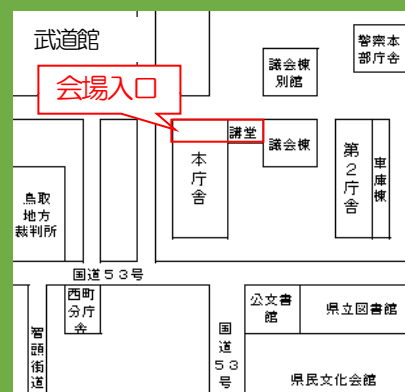 武道館
警察本
部庁舎
議会棟
別館
会場入口
講堂
議会棟
本
庁
舎
第
2
庁
舎
車
庫
棟
鳥取
地方
裁判所
国道53号
西町
分庁
舎
公文書
館
県立図書館
智
頭
街
道
国
道
5
3
号
県民文化会館